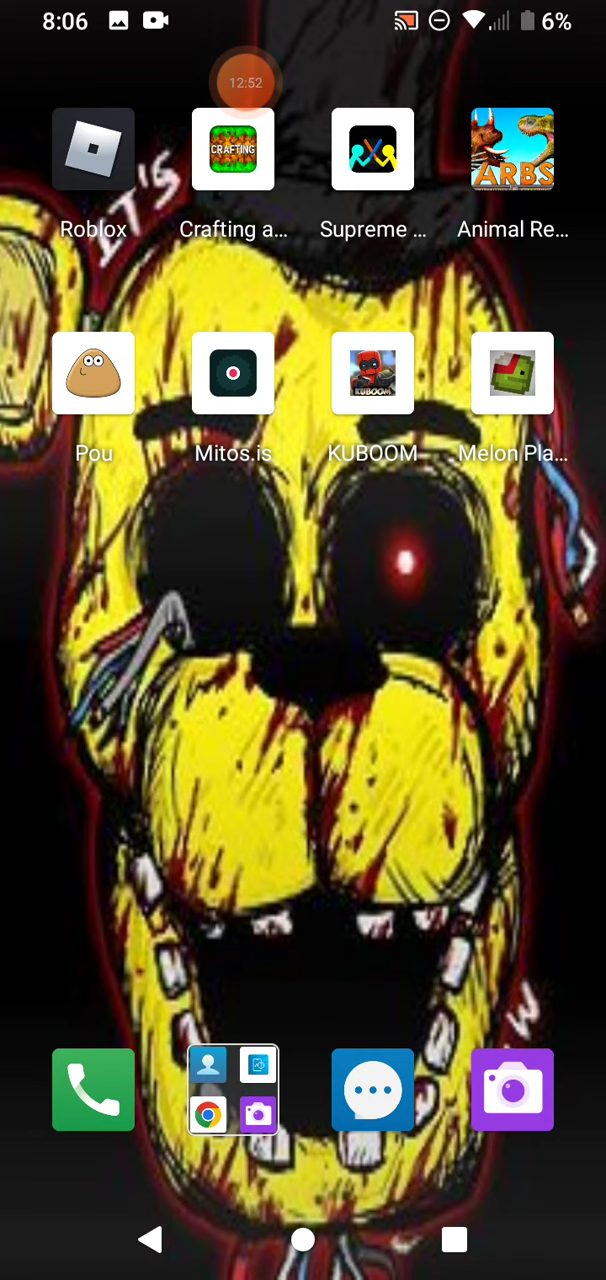 8:06 6%
12:52
CRAFTING
ARBS
Roblox Crafting a... Supreme ... Animal Re...
IT'S
KUBOOM
Pou Mitos.is KUBOOM Melon Pla...